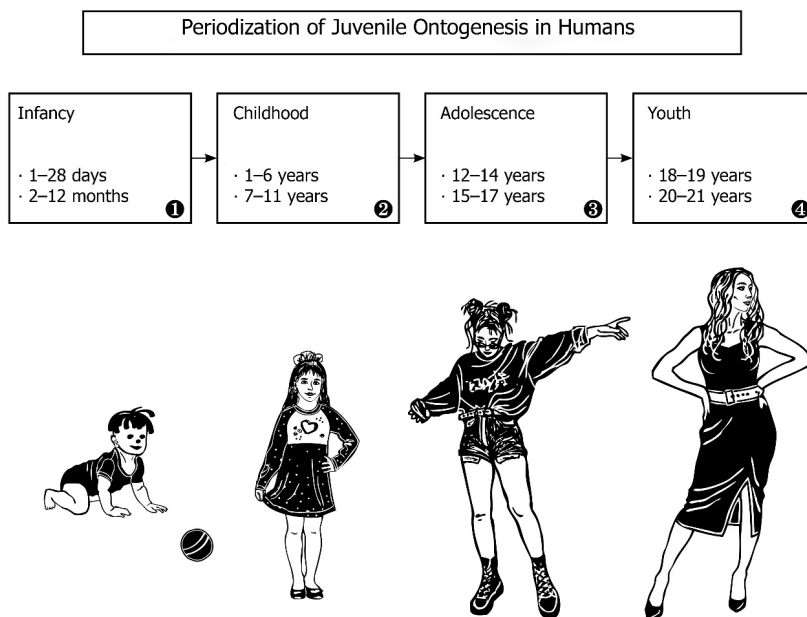 Periodization of Juvenile Ontogenesis in Humans
Infancy
· 1–28 days
· 2–12 months
❶
Childhood
· 1–6 years
· 7–11 years
❷
Adolescence
· 12–14 years
· 15–17 years
❸
Youth
· 18–19 years
· 20–21 years
❹